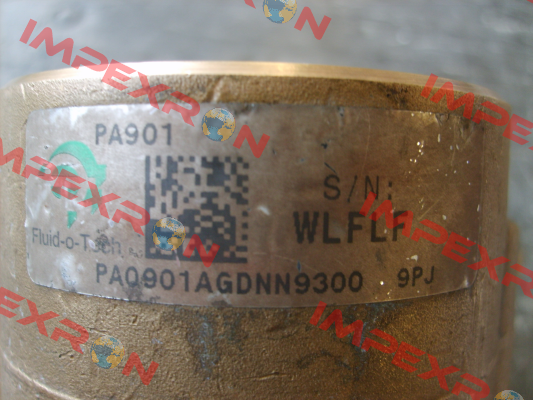 PA901
S/N:
WLFLF
Fluid-o-Tech
PA0901AGDNN9300 9PJ
IMPEXRON
IMPEXRON
IMPEXRON
IMPEXRON
IMPEXRON
IMPEXRON